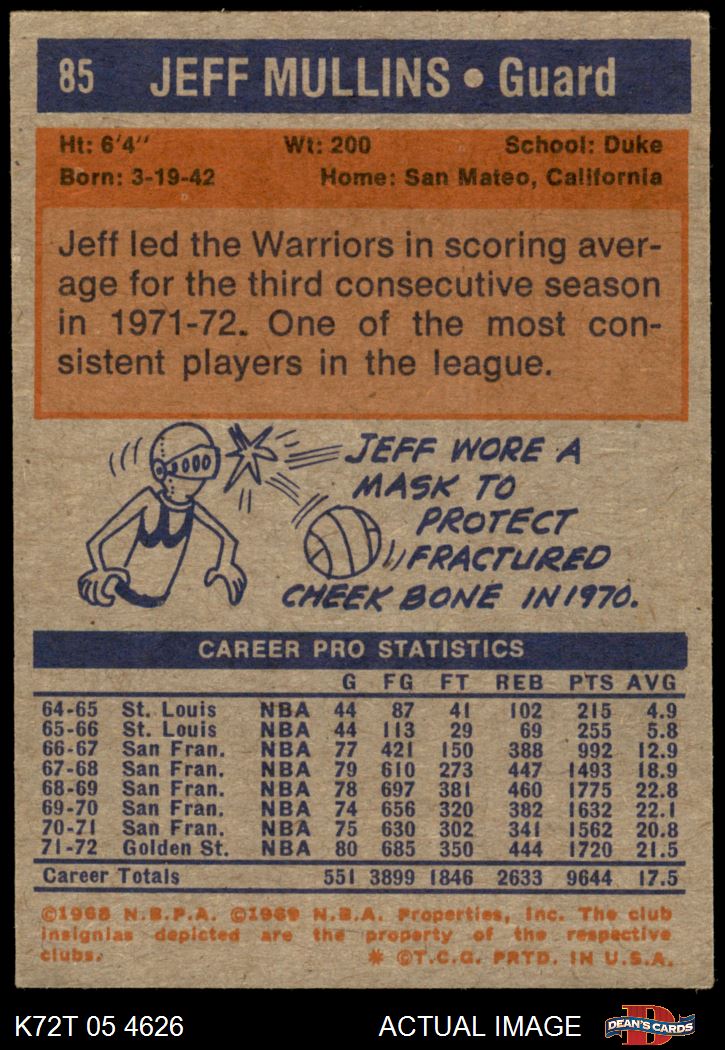 85 JEFF MULLINS • Guard
Ht: 6'4" Wt: 200 School: Duke
Born: 3-19-42 Home: San Mateo, California
Jeff led the Warriors in scoring aver-
age for the third consecutive season
in 1971-72. One of the most con-
sistent players in the league.
JEFF WORE A
MASK TO
PROTECT
FRACTURED
CHEEK BONE IN 1970.
CAREER PRO STATISTICS
G FG FT REB PTS AVG
64-65 St. Louis NBA 44 87 41 102 215 4.9
65-66 St. Louis NBA 44 113 29 69 255 5.8
66-67 San Fran. NBA 77 421 150 388 992 12.9
67-68 San Fran. NBA 79 610 273 447 1493 18.9
68-69 San Fran. NBA 78 697 381 460 1775 22.8
69-70 San Fran. NBA 74 656 320 382 1632 22.1
70-71 San Fran. NBA 75 630 302 341 1562 20.8
71-72 Golden St. NBA 80 685 350 444 1720 21.5
Career Totals 551 3899 1846 2633 9644 17.5
©1968 N.B.P.A. ©1969 N.B.A. Properties, Inc. The club
insignias depicted are the property of the respective
clubs. * ©T.C.G. PRTD. IN U.S.A.
K72T 05 4626 ACTUAL IMAGE D DEAN'S CARDS